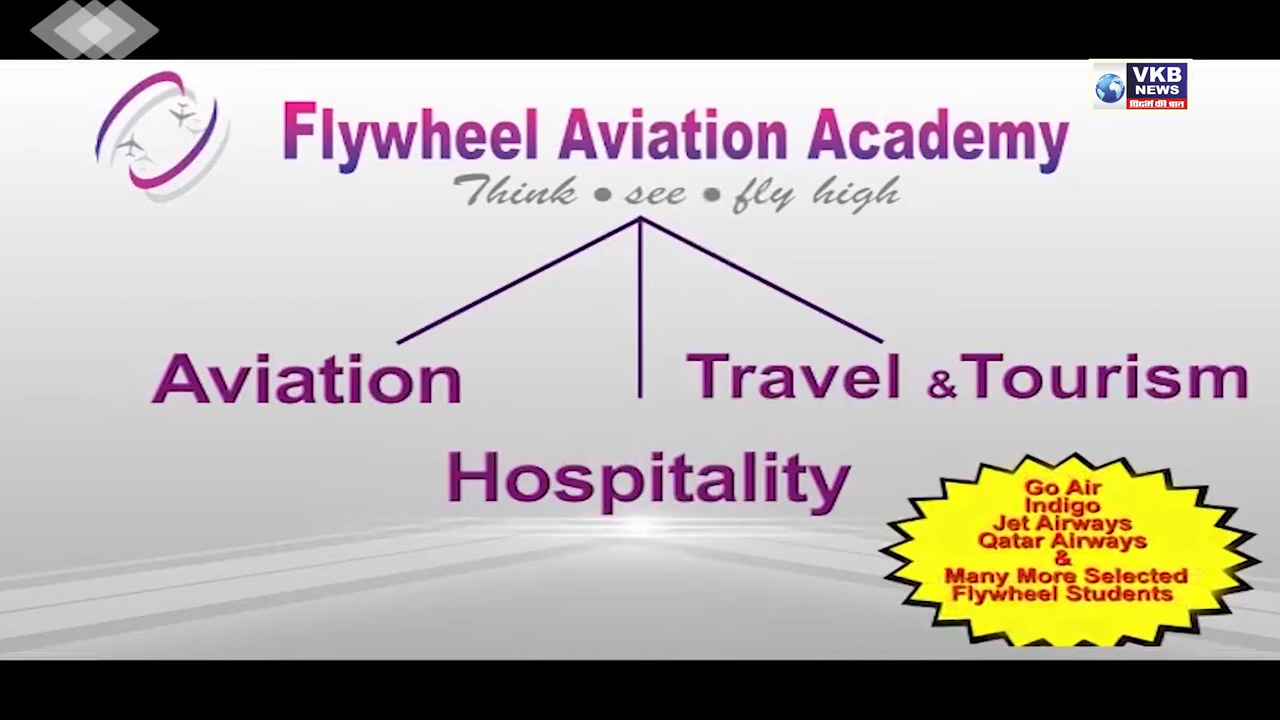 VKB
NEWS
विदर्भ की बात
Flywheel Aviation Academy
Think • see • fly high
Aviation
Travel & Tourism
Hospitality
Go Air
Indigo
Jet Airways
Qatar Airways
&
Many More Selected
Flywheel Students